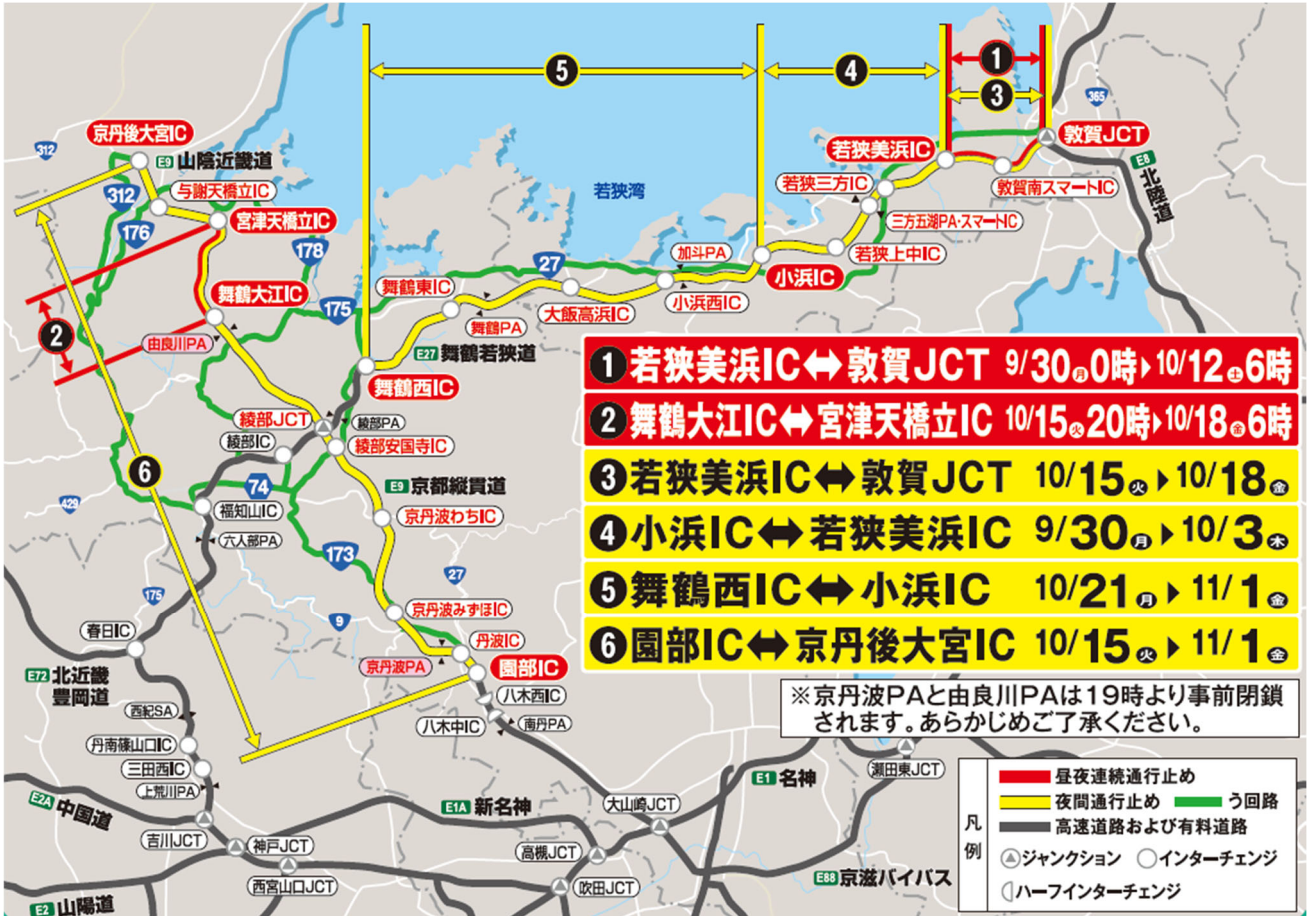 ❶
❸
❺
❹
365
敦賀JCT
E8 北陸道
京丹後大宮IC
312
E9 山陰近畿道
与謝天橋立IC
312
宮津天橋立IC
176
178
若狭湾
若狭美浜IC
若狭三方IC
敦賀南スマートIC
三方五湖PA・スマートIC
若狭上中IC
加斗PA
小浜IC
27
小浜西IC
舞鶴東IC
大飯高浜IC
舞鶴PA
舞鶴大江IC
175
❷
由良川PA
E27 舞鶴若狭道
舞鶴西IC
綾部JCT
綾部PA
綾部IC
綾部安国寺IC
❻
74
E9 京都縦貫道
429
福知山IC
京丹波わちIC
六人部PA
173
27
175
9
京丹波みずほIC
春日IC
丹波IC
京丹波PA
園部IC
E72 北近畿
豊岡道
八木西IC
西紀SA
八木中IC
南丹PA
丹南篠山口IC
三田西IC
上荒川PA
E2A 中国道
吉川JCT
神戸JCT
西宮山口JCT
E2 山陽道
E1A 新名神
大山崎JCT
高槻JCT
吹田JCT
E1 名神
瀬田東JCT
E88 京滋バイパス
❶若狭美浜IC⬌敦賀JCT 9/30㊊0時▶10/12㊏6時
❷舞鶴大江IC⬌宮津天橋立IC 10/15㊋20時▶10/18㊎6時
❸若狭美浜IC⬌敦賀JCT 10/15㊋▶10/18㊎
❹小浜IC⬌若狭美浜IC 9/30㊊▶10/3㊍
❺舞鶴西IC⬌小浜IC 10/21㊊▶11/1㊎
❻園部IC⬌京丹後大宮IC 10/15㊋▶11/1㊎
※京丹波PAと由良川PAは19時より事前閉鎖
されます。あらかじめご了承ください。
凡例
昼夜連続通行止め
夜間通行止め う回路
高速道路および有料道路
ジャンクション インターチェンジ
ハーフインターチェンジ